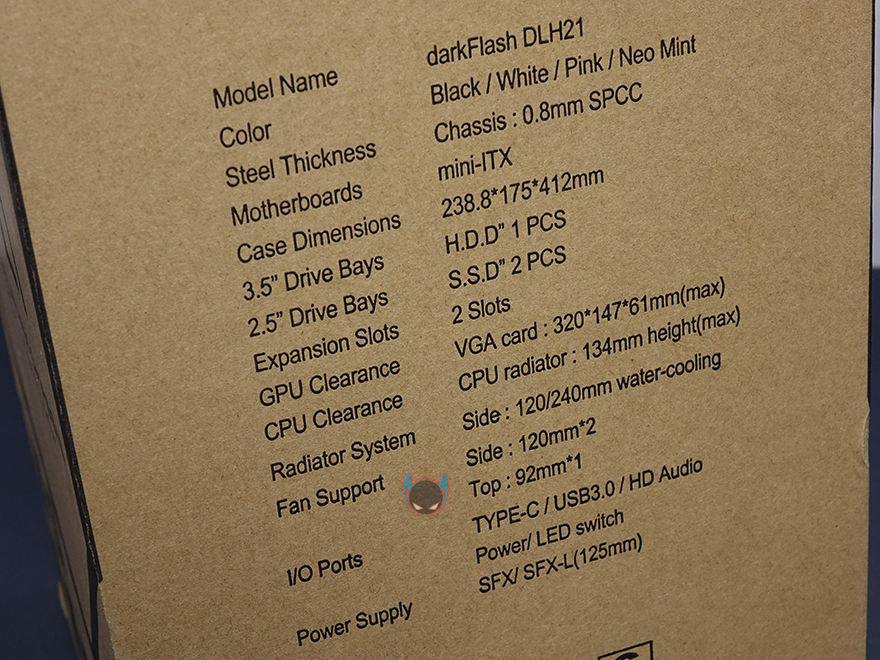 Model Name darkFlash DLH21
Color Black / White / Pink / Neo Mint
Steel Thickness Chassis : 0.8mm SPCC
Motherboards mini-ITX
Case Dimensions 238.8*175*412mm
3.5” Drive Bays H.D.D” 1 PCS
2.5” Drive Bays S.S.D” 2 PCS
Expansion Slots 2 Slots
GPU Clearance VGA card : 320*147*61mm(max)
CPU Clearance CPU radiator : 134mm height(max)
Radiator System Side : 120/240mm water-cooling
Fan Support Side : 120mm*2
Top : 92mm*1
I/O Ports TYPE-C / USB3.0 / HD Audio
Power/ LED switch
Power Supply SFX/ SFX-L(125mm)